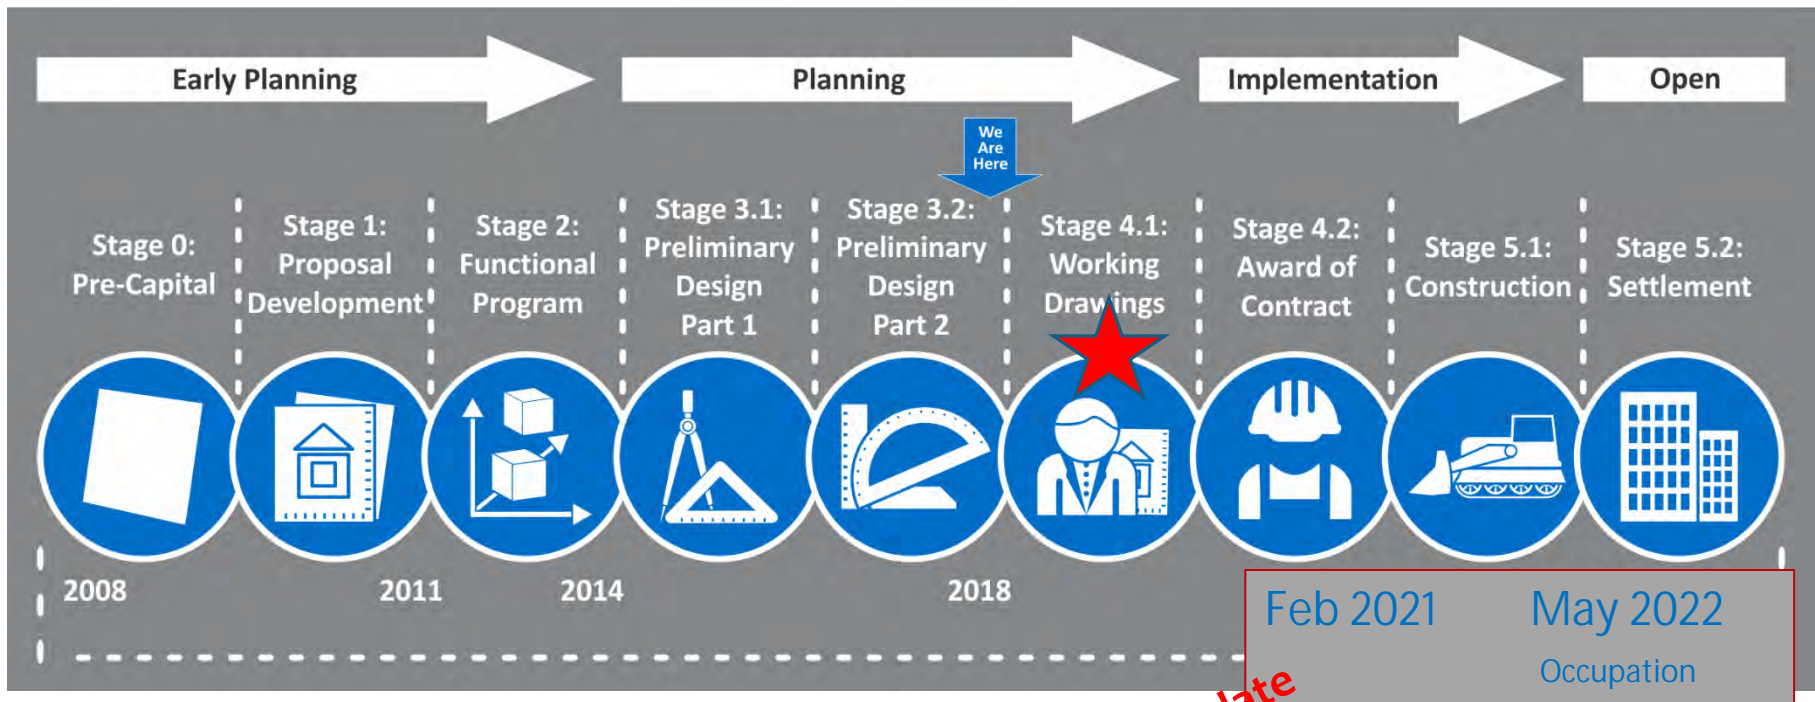 Early Planning
Planning
Implementation
Open
We
Are
Here
Stage 0:
Pre-Capital
Stage 1:
Proposal
Development
Stage 2:
Functional
Program
Stage 3.1:
Preliminary
Design
Part 1
Stage 3.2:
Preliminary
Design
Part 2
Stage 4.1:
Working
Drawings
Stage 4.2:
Award of
Contract
Stage 5.1:
Construction
Stage 5.2:
Settlement
2008
2011
2014
2018
Feb 2021
May 2022
Occupation